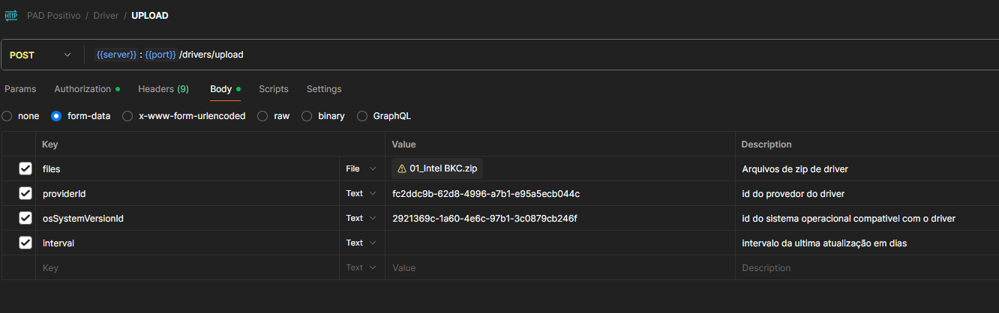 HTTP PAD Positivo / Driver / UPLOAD
POST {{server}} : {{port}} /drivers/upload
Params Authorization Headers (9) Body Scripts Settings
none form-data x-www-form-urlencoded raw binary GraphQL
Key Value Description
files File 01_Intel BKC.zip Arquivos de zip de driver
providerId Text fc2ddc9b-62d8-4996-a7b1-e95a5ecb044c id do provedor do driver
osSystemVersionId Text 2921369c-1a60-4e6c-97b1-3c0879cb246f id do sistema operacional compativel com o driver
interval Text intervalo da ultima atualização em dias
Key Text Value Description